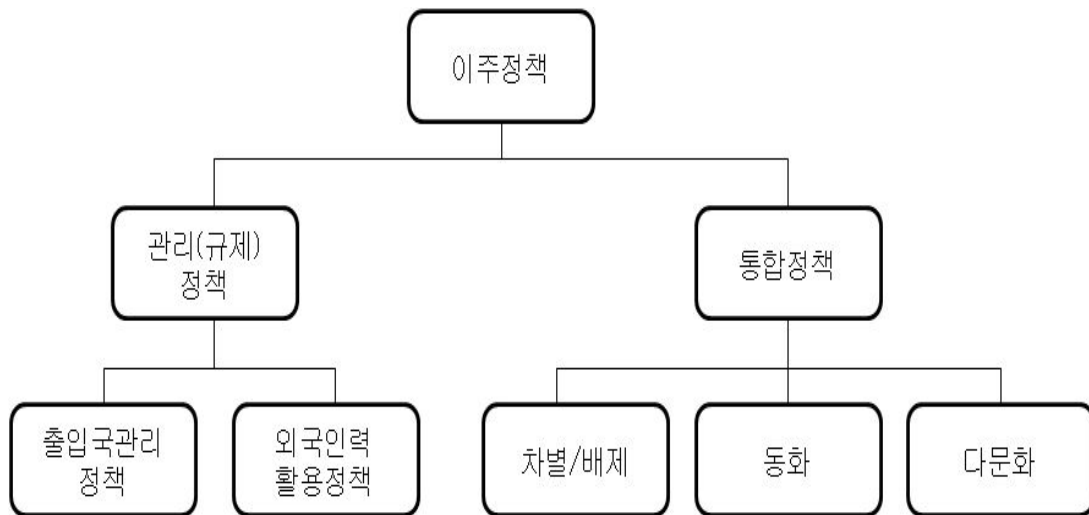 이주정책
관리(규제)
정책
통합정책
출입국관리
정책
외국인력
활용정책
차별/배제
동화
다문화